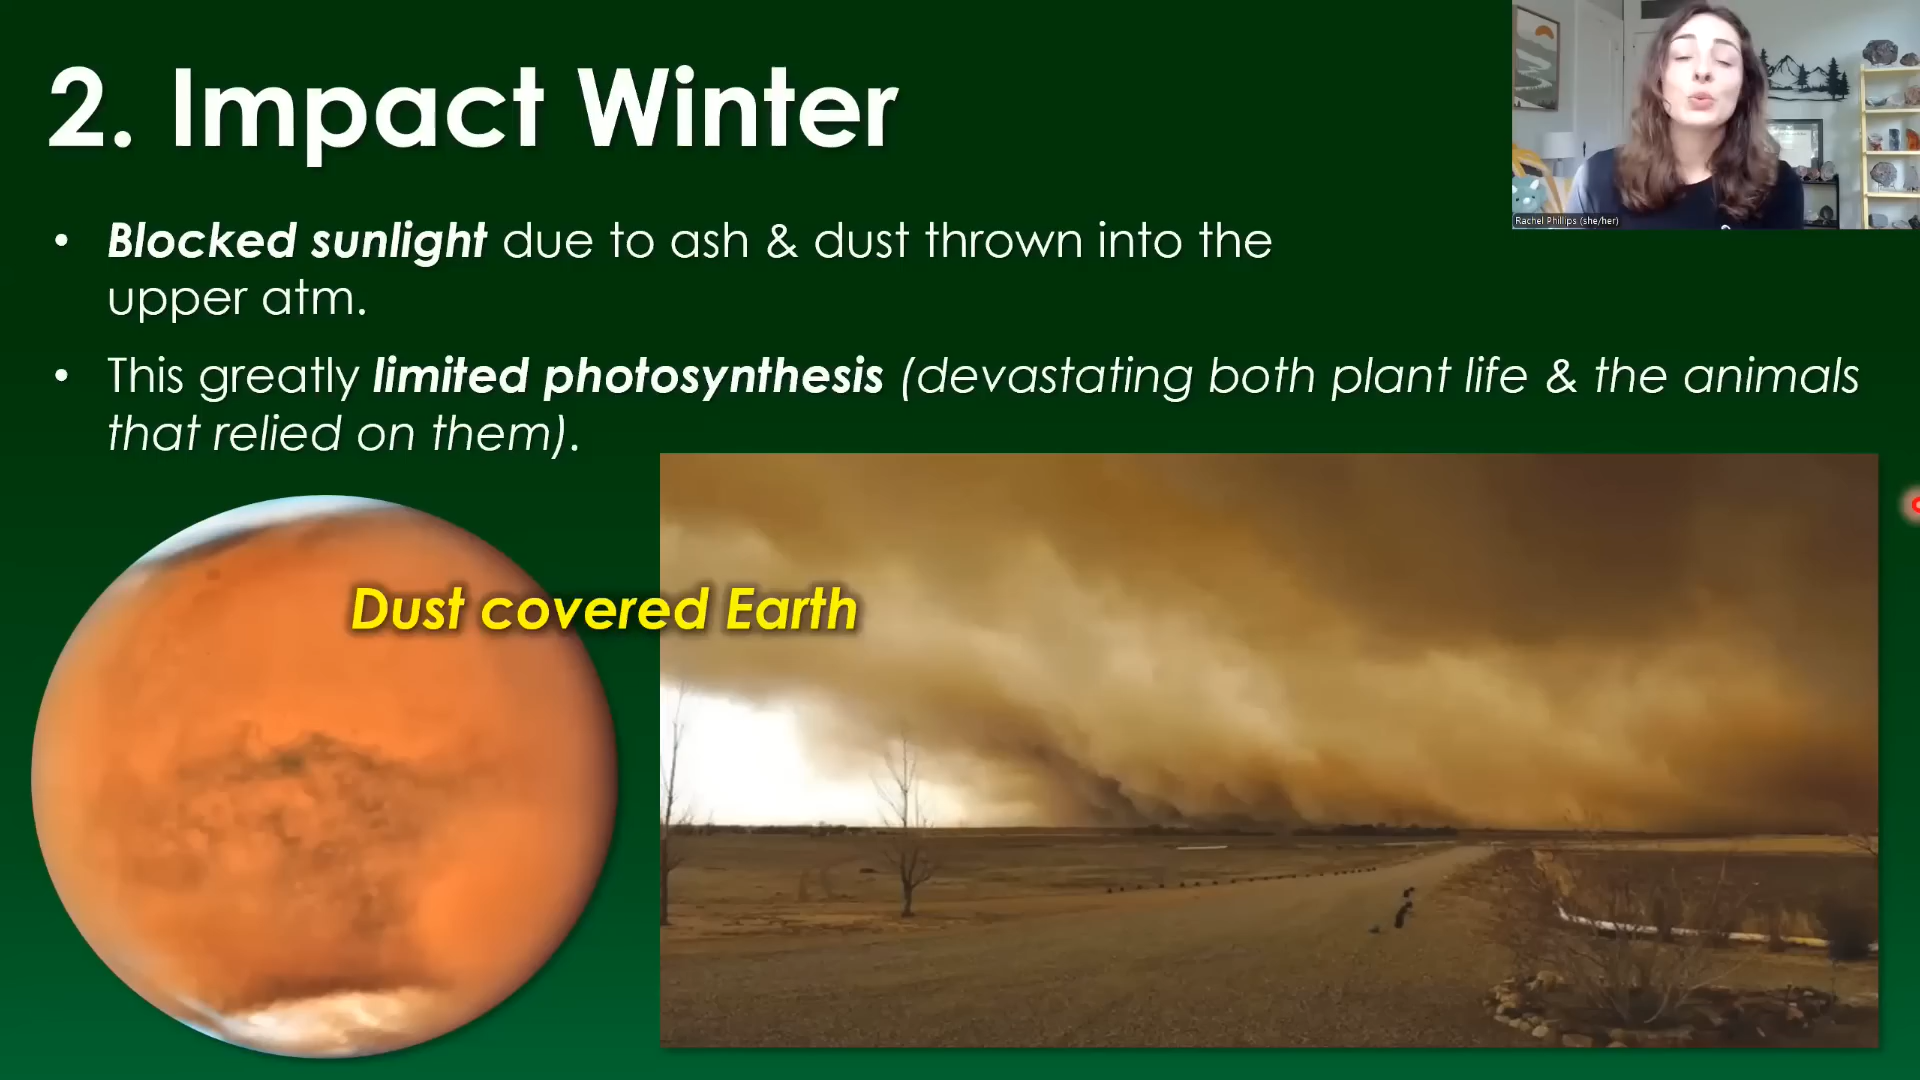 2. Impact Winter
Rachel Phillips (she/her)
• Blocked sunlight due to ash & dust thrown into the
upper atm.
• This greatly limited photosynthesis (devastating both plant life & the animals
that relied on them).
Dust covered Earth